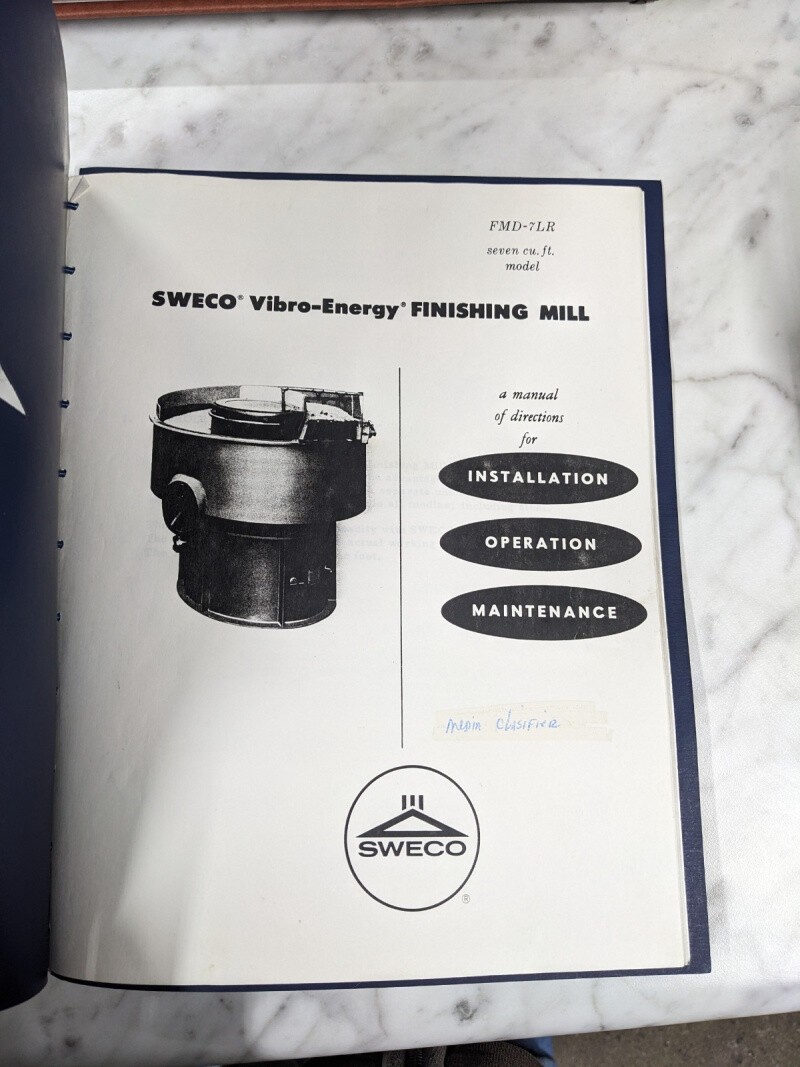 FMD-7LR
seven cu. ft.
model
SWECO® Vibro-Energy® FINISHING MILL
a manual
of directions
for
INSTALLATION
OPERATION
MAINTENANCE
MEDIA CLASIFIER
SWECO
®